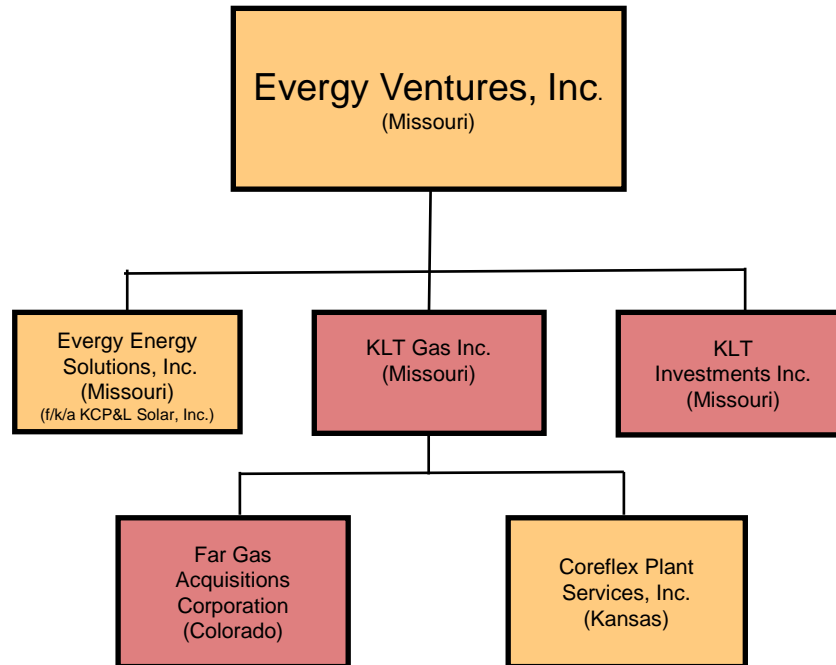 Evergy Ventures, Inc.
(Missouri)
Evergy Energy
Solutions, Inc.
(Missouri)
(f/k/a KCP&L Solar, Inc.)
KLT Gas Inc.
(Missouri)
KLT
Investments Inc.
(Missouri)
Far Gas
Acquisitions
Corporation
(Colorado)
Coreflex Plant
Services, Inc.
(Kansas)